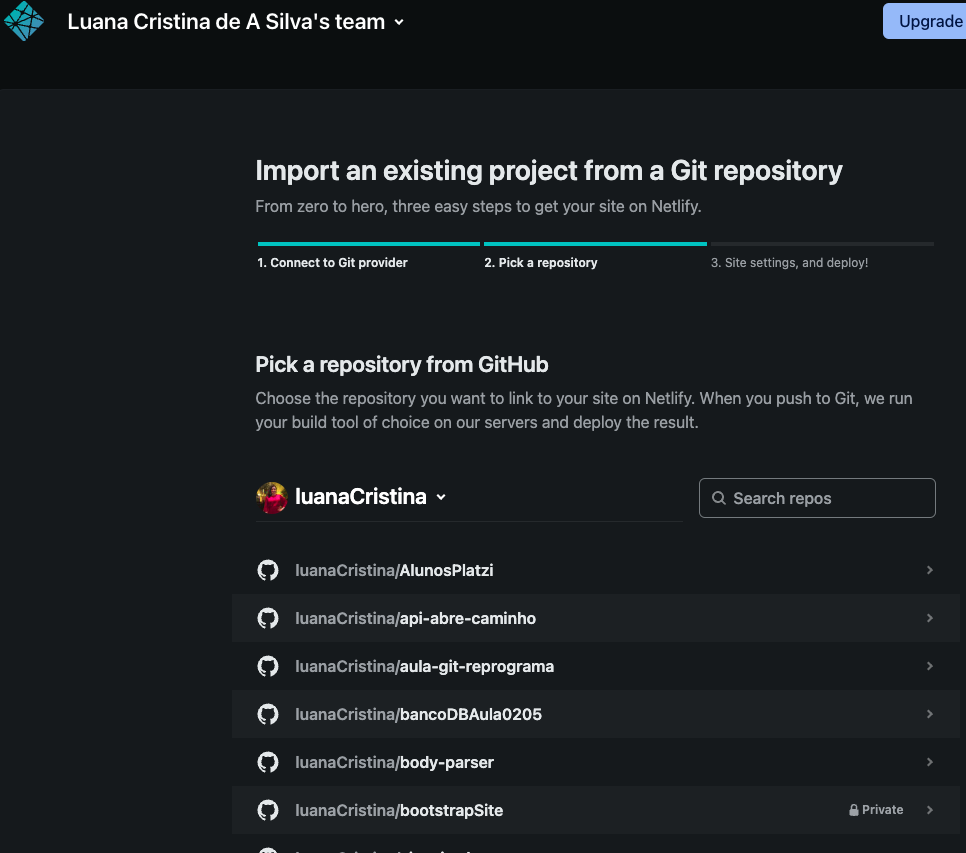 Luana Cristina de A Silva's team
Upgrade
Import an existing project from a Git repository
From zero to hero, three easy steps to get your site on Netlify.
1. Connect to Git provider
2. Pick a repository
3. Site settings, and deploy!
Pick a repository from GitHub
Choose the repository you want to link to your site on Netlify. When you push to Git, we run
your build tool of choice on our servers and deploy the result.
luanaCristina
Search repos
luanaCristina/AlunosPlatzi
luanaCristina/api-abre-caminho
luanaCristina/aula-git-reprograma
luanaCristina/bancoDBAula0205
luanaCristina/body-parser
luanaCristina/bootstrapSite
Private